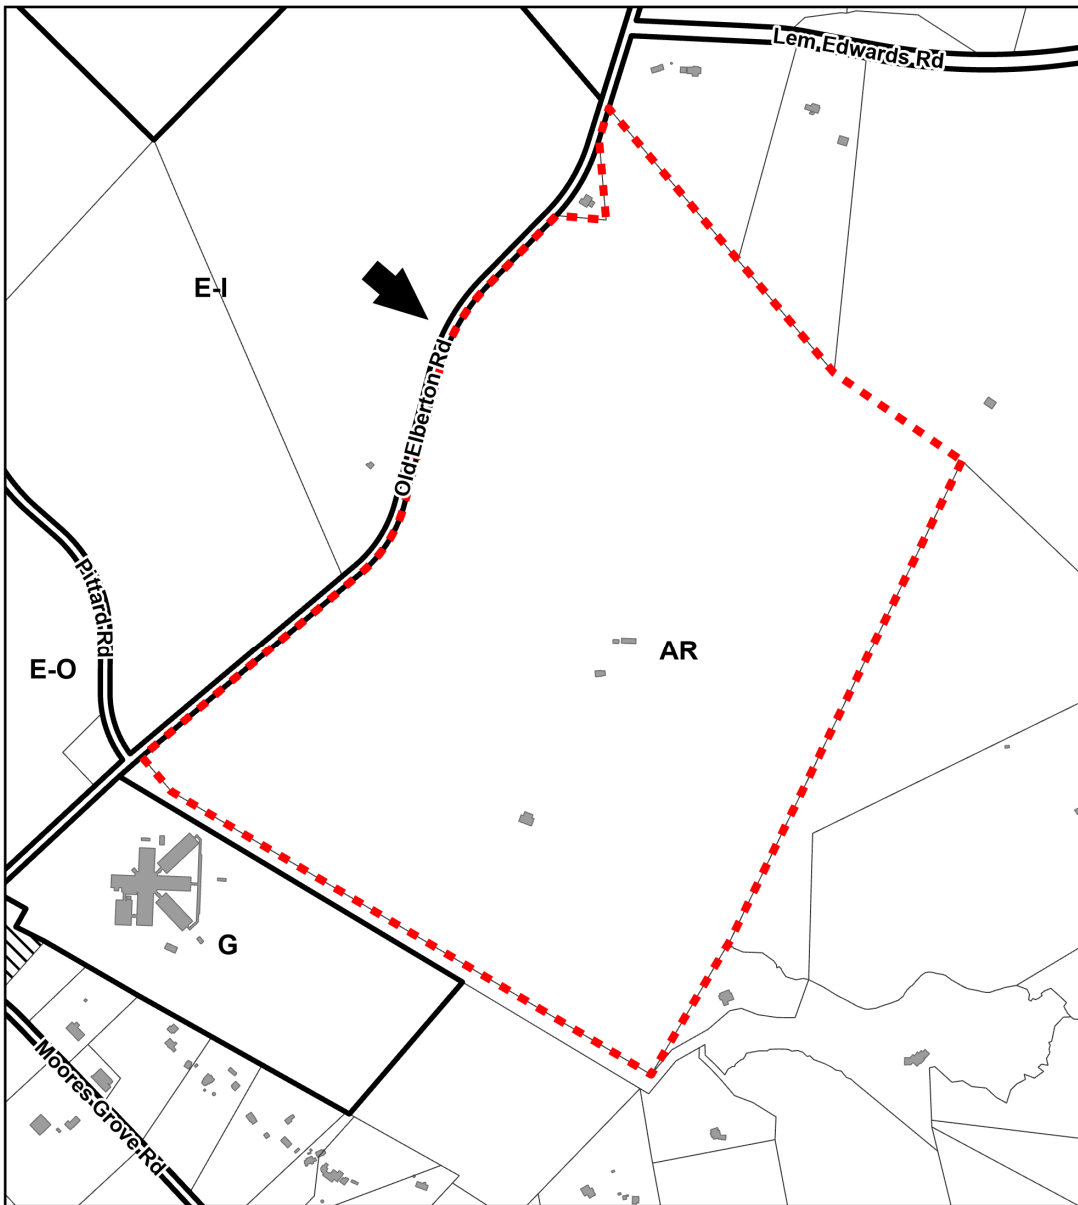 Lem Edwards Rd
E-I
Old Elberton Rd
Pittard Rd
E-O
AR
G
Moores Grove Rd